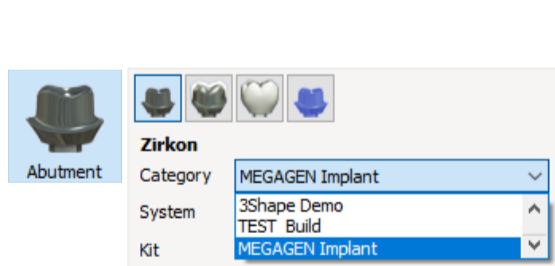 Abutment
Zirkon
Category MEGAGEN Implant
System 3Shape Demo
TEST Build
Kit MEGAGEN Implant